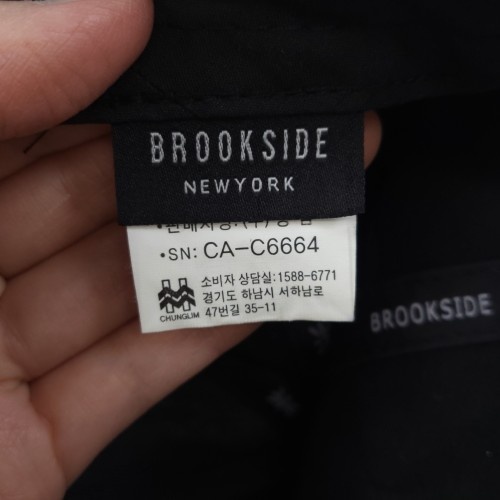 BROOKSIDE
NEWYORK
•SN: CA-C6664
소비자 상담실:1588-6771
경기도 하남시 서하남로
47번길 35-11
CHUNGLIM
BROOKSIDE